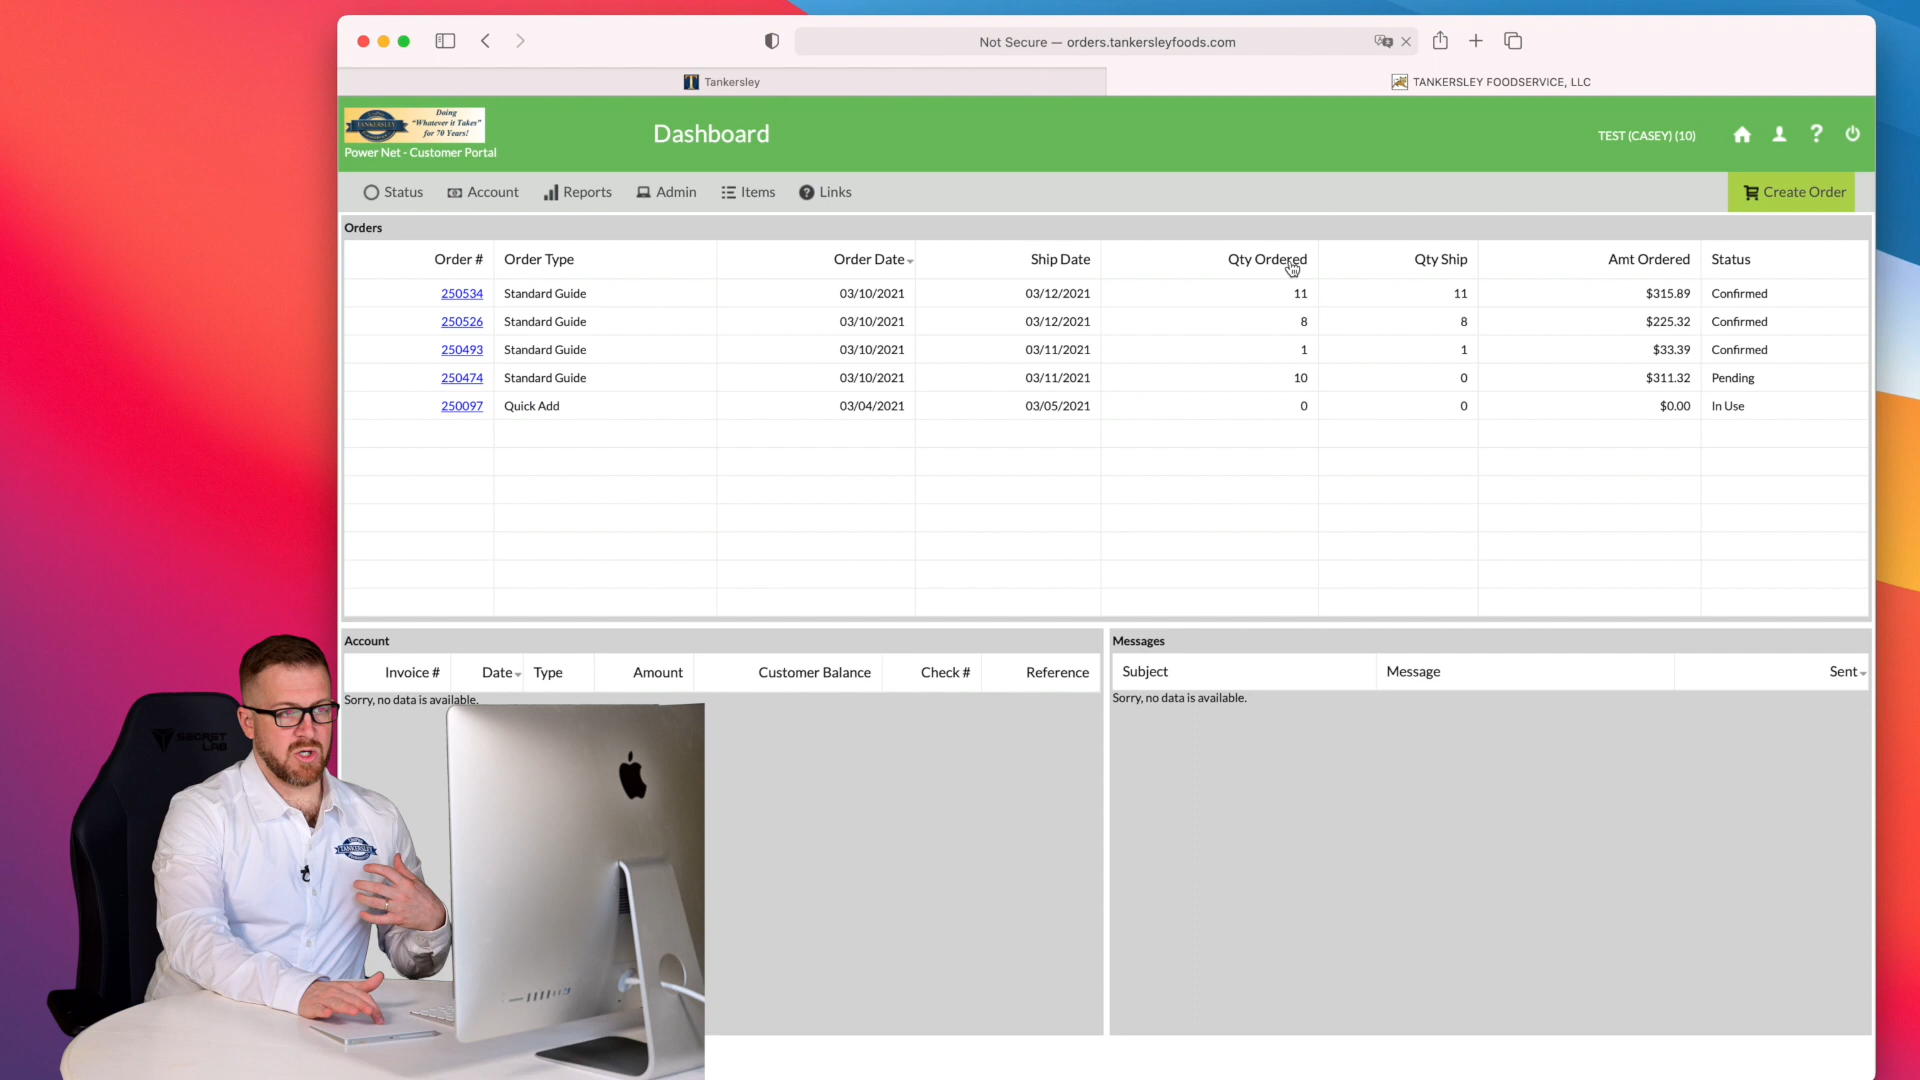 Not Secure — orders.tankersleyfoods.com
Tankersley
TANKERSLEY FOODSERVICE, LLC
TANKERSLEY
Doing
"Whatever it Takes"
for 70 Years!
Power Net - Customer Portal
Dashboard
TEST (CASEY) (10)
Status Account Reports Admin Items Links Create Order
Orders
Order # Order Type Order Date Ship Date Qty Ordered Qty Ship Amt Ordered Status
250534 Standard Guide 03/10/2021 03/12/2021 11 11 $315.89 Confirmed
250526 Standard Guide 03/10/2021 03/12/2021 8 8 $225.32 Confirmed
250493 Standard Guide 03/10/2021 03/11/2021 1 1 $33.39 Confirmed
250474 Standard Guide 03/10/2021 03/11/2021 10 0 $311.32 Pending
250097 Quick Add 03/04/2021 03/05/2021 0 0 $0.00 In Use
Account
Invoice # Date Type Amount Customer Balance Check # Reference
Sorry, no data is available.
Messages
Subject Message Sent
Sorry, no data is available.
SECRET
LAB
TANKERSLEY